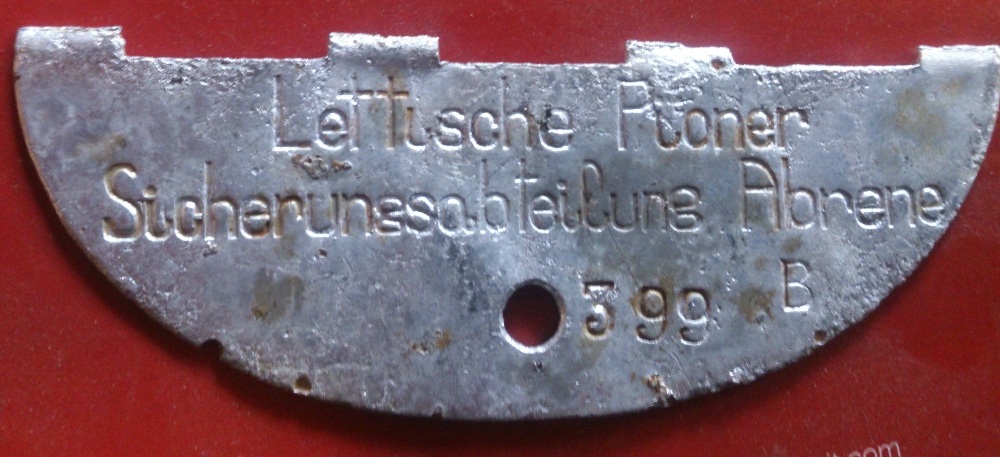 Lettische Pioner
Sicherungsabteilung Abrene
399 B